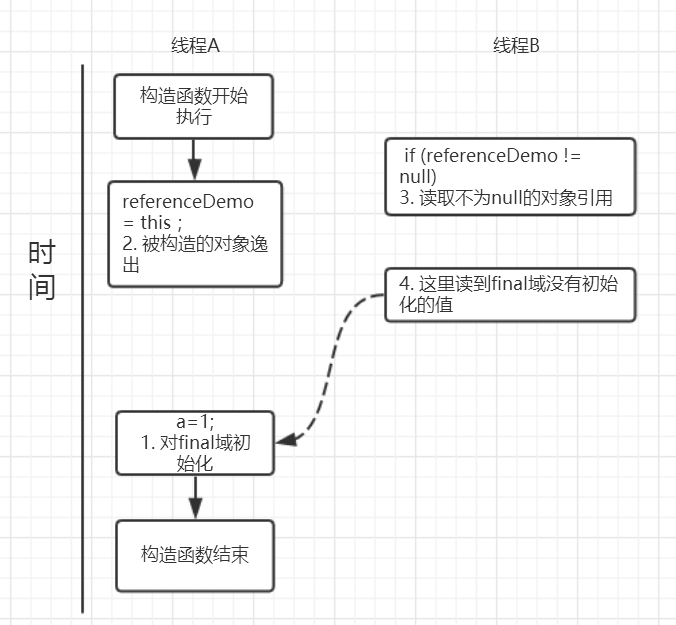 线程A
线程B
构造函数开始
执行
if (referenceDemo !=
null)
3. 读取不为null的对象引用
referenceDemo
= this ;
2. 被构造的对象逸
出
时
间
4. 这里读到final域没有初始
化的值
a=1;
1. 对final域初
始化
构造函数结束